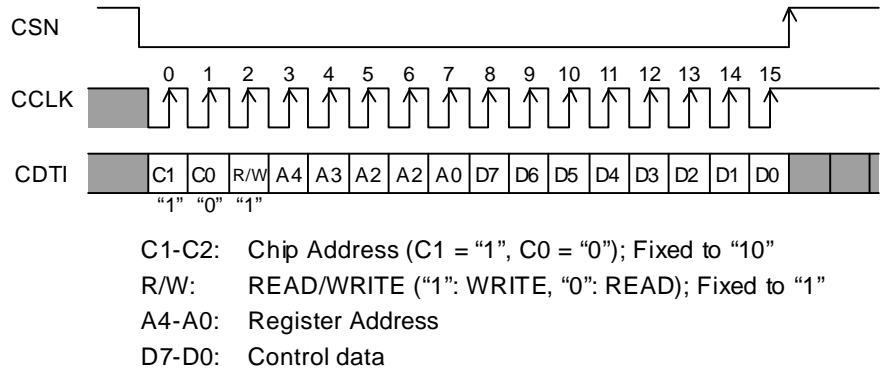 CSN
0 1 2 3 4 5 6 7 8 9 10 11 12 13 14 15
CCLK
CDTI C1 C0 R/W A4 A3 A2 A2 A0 D7 D6 D5 D4 D3 D2 D1 D0
“1” “0” “1”
C1-C2: Chip Address (C1 = “1”, C0 = “0”); Fixed to “10”
R/W: READ/WRITE (“1”: WRITE, “0”: READ); Fixed to “1”
A4-A0: Register Address
D7-D0: Control data